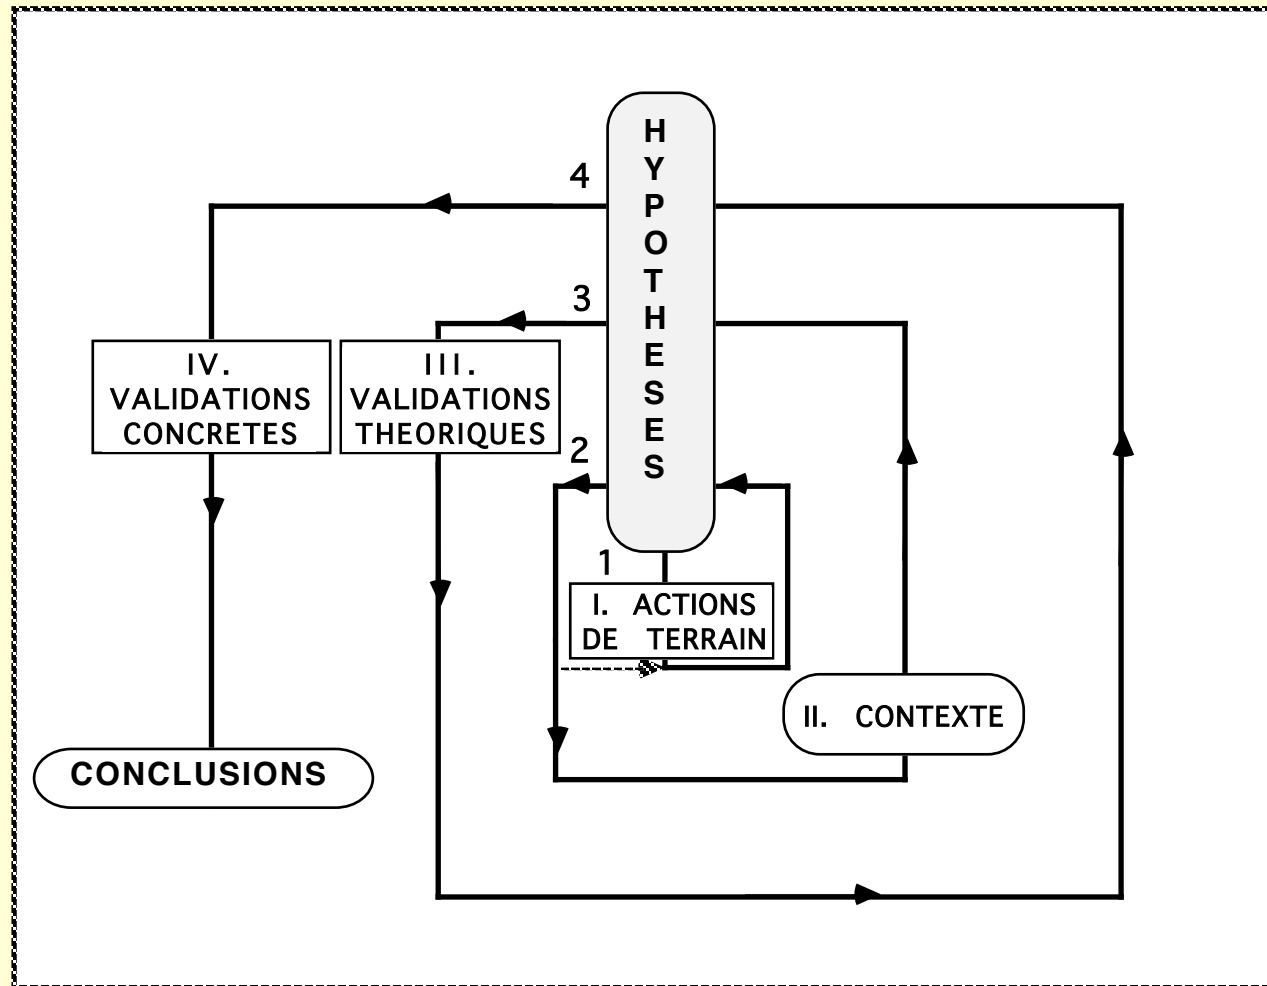 H
Y
P
O
T
H
E
S
E
S
4
3
IV.
VALIDATIONS
CONCRETES
III.
VALIDATIONS
THEORIQUES
2
1
I. ACTIONS
DE TERRAIN
II. CONTEXTE
CONCLUSIONS